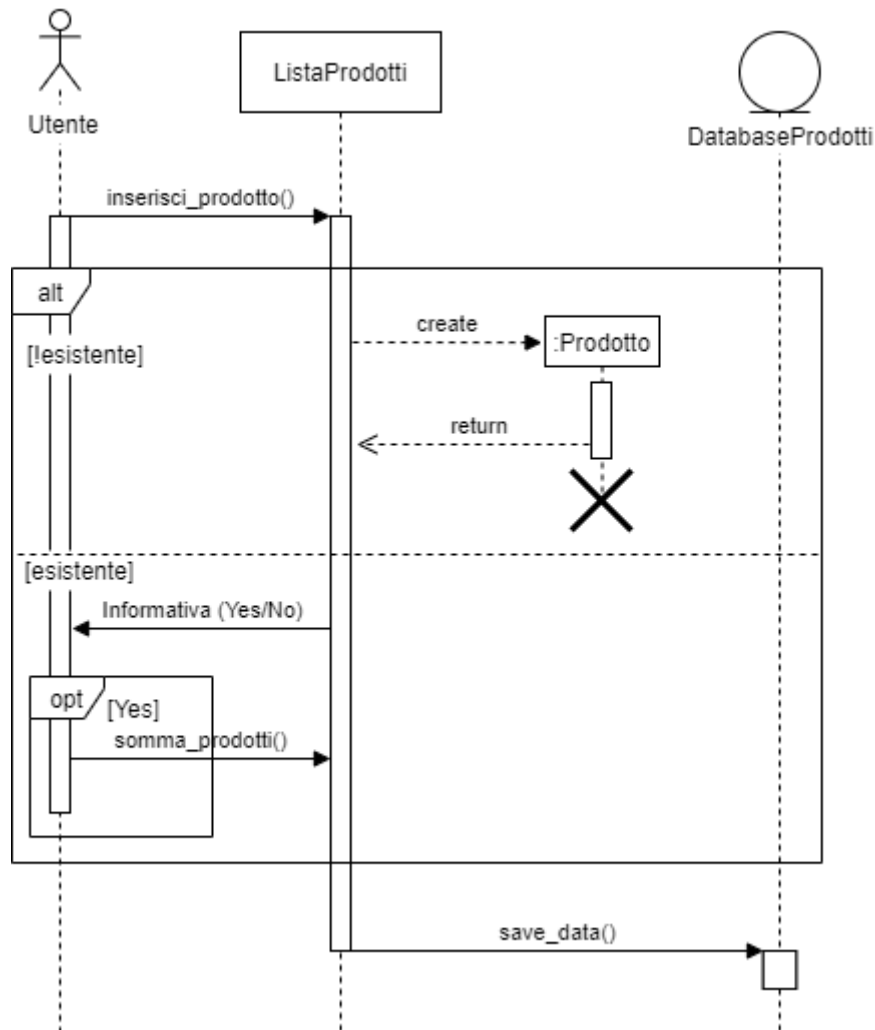 Utente
ListaProdotti
DatabaseProdotti
inserisci_prodotto()
alt
[!esistente]
create
:Prodotto
return
[esistente]
Informativa (Yes/No)
opt
[Yes]
somma_prodotti()
save_data()